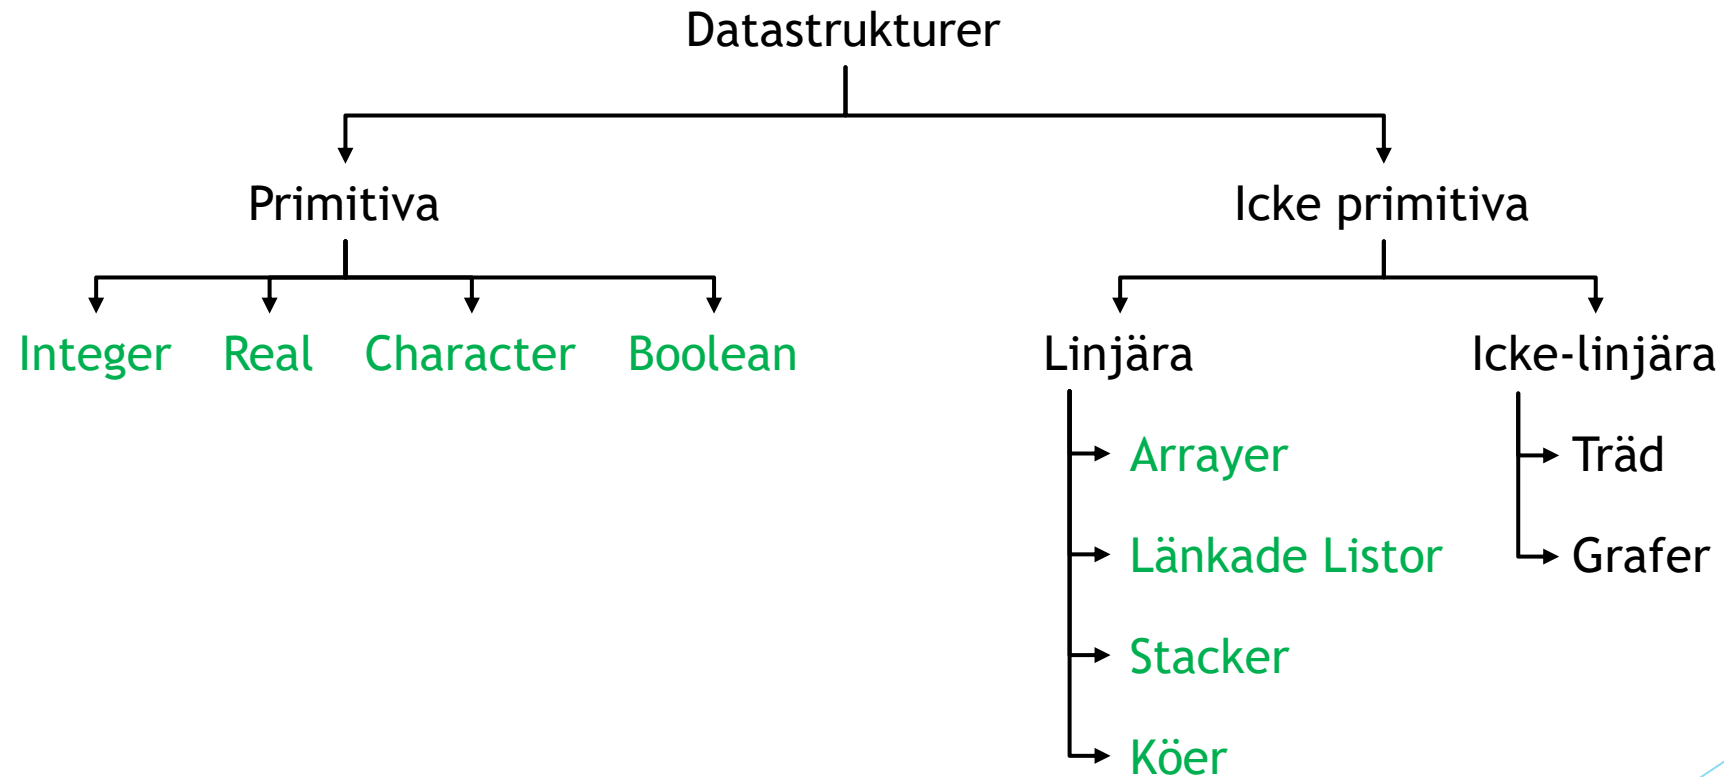 Datastrukturer
Primitiva
Icke primitiva
Integer
Real
Character
Boolean
Linjära
Icke-linjära
Arrayer
Träd
Länkade Listor
Grafer
Stacker
Köer